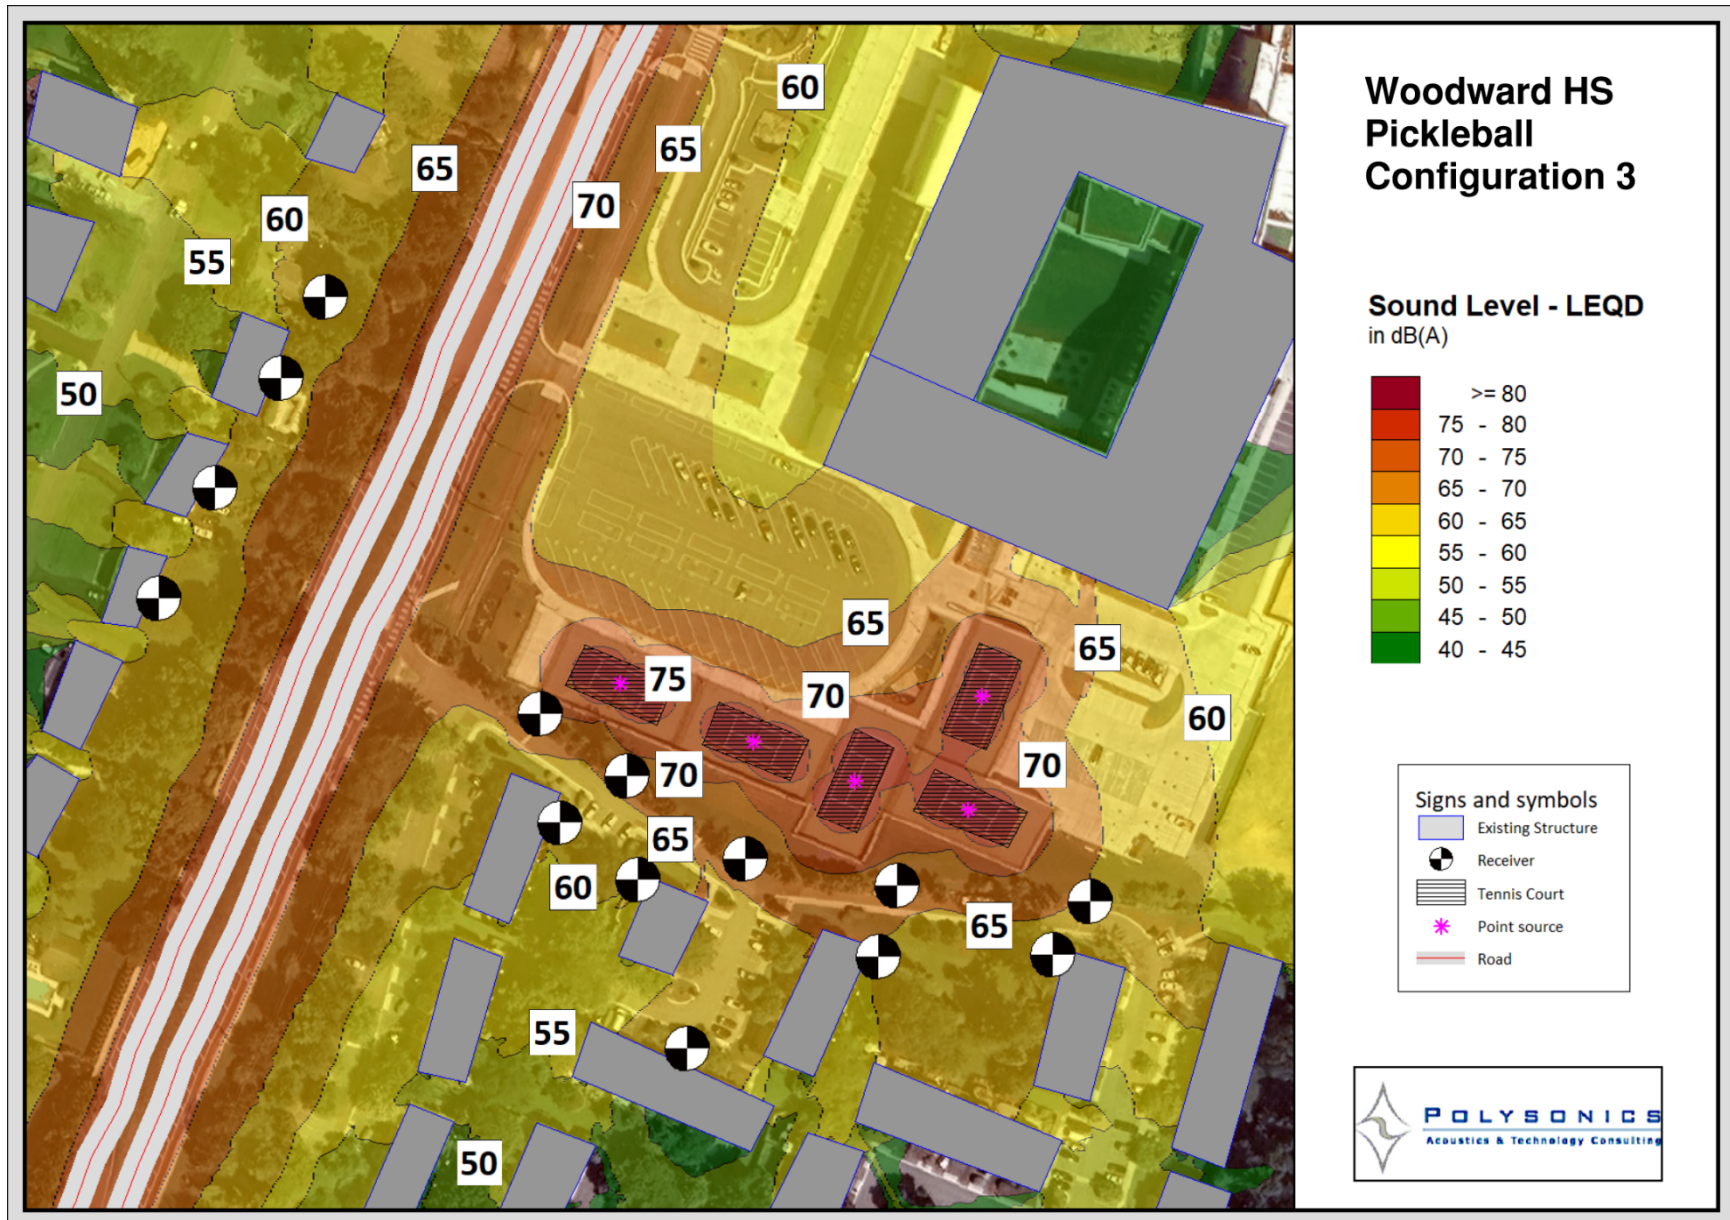 Woodward HS
Pickleball
Configuration 3
Sound Level - LEQD
in dB(A)
>= 80
75 - 80
70 - 75
65 - 70
60 - 65
55 - 60
50 - 55
45 - 50
40 - 45
Signs and symbols
Existing Structure
Receiver
Tennis Court
Point source
Road
POLYSONICS
Acoustics & Technology Consulting
60
65
65
70
60
55
50
65
65
75
70
60
70
70
65
60
65
55
50